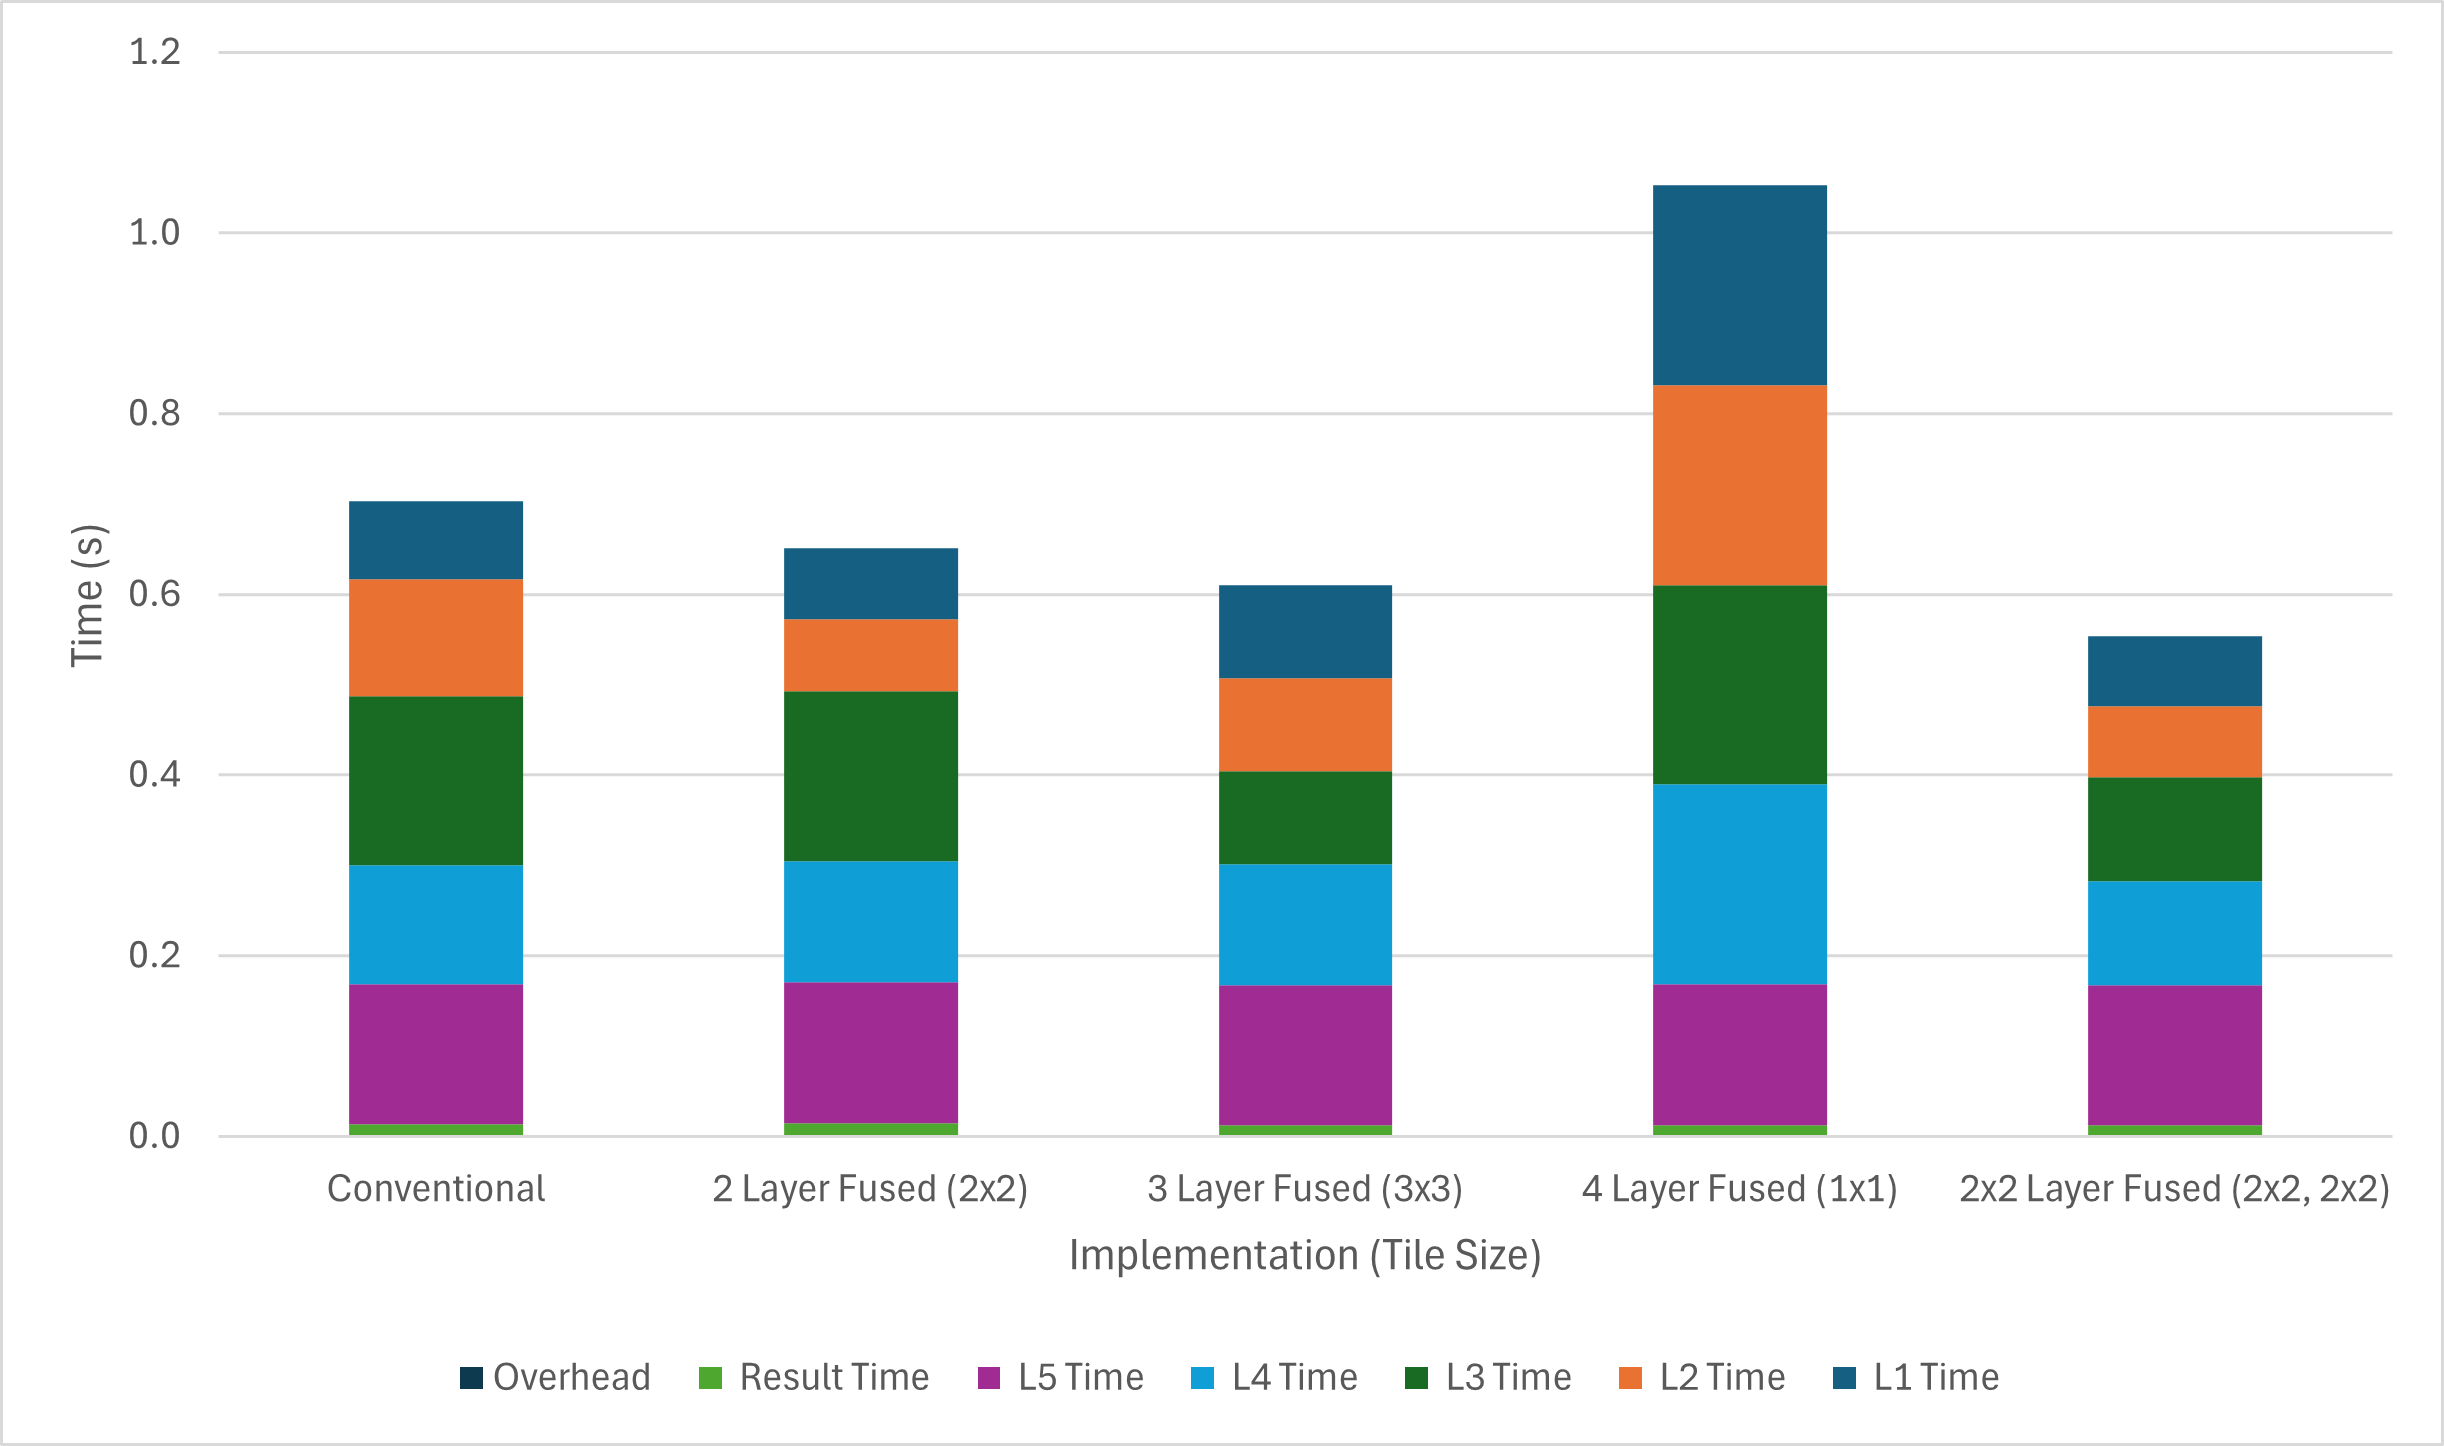 1.2
1.0
0.8
0.6
0.4
0.2
0.0
Time (s)
Conventional
2 Layer Fused (2x2)
3 Layer Fused (3x3)
4 Layer Fused (1x1)
2x2 Layer Fused (2x2, 2x2)
Implementation (Tile Size)
Overhead
Result Time
L5 Time
L4 Time
L3 Time
L2 Time
L1 Time